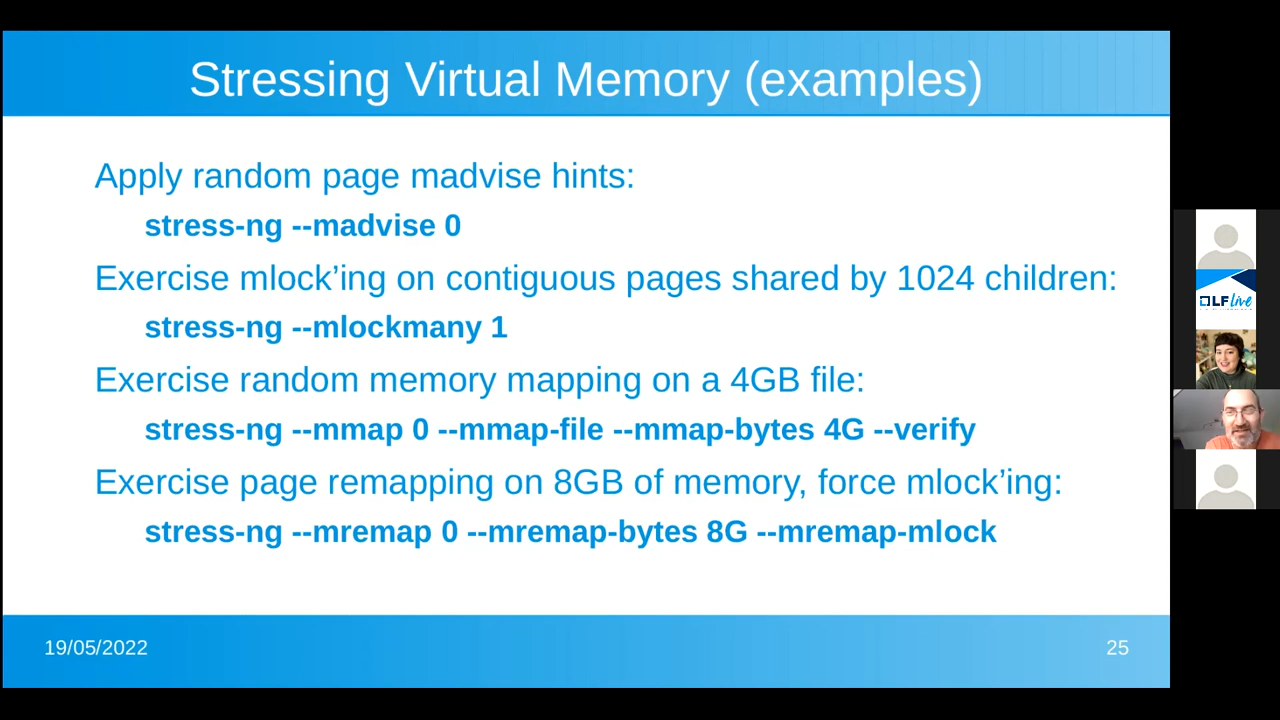 Stressing Virtual Memory (examples)
Apply random page madvise hints:
stress-ng --madvise 0
Exercise mlock’ing on contiguous pages shared by 1024 children:
stress-ng --mlockmany 1
Exercise random memory mapping on a 4GB file:
stress-ng --mmap 0 --mmap-file --mmap-bytes 4G --verify
Exercise page remapping on 8GB of memory, force mlock’ing:
stress-ng --mremap 0 --mremap-bytes 8G --mremap-mlock
19/05/2022
25
LF live